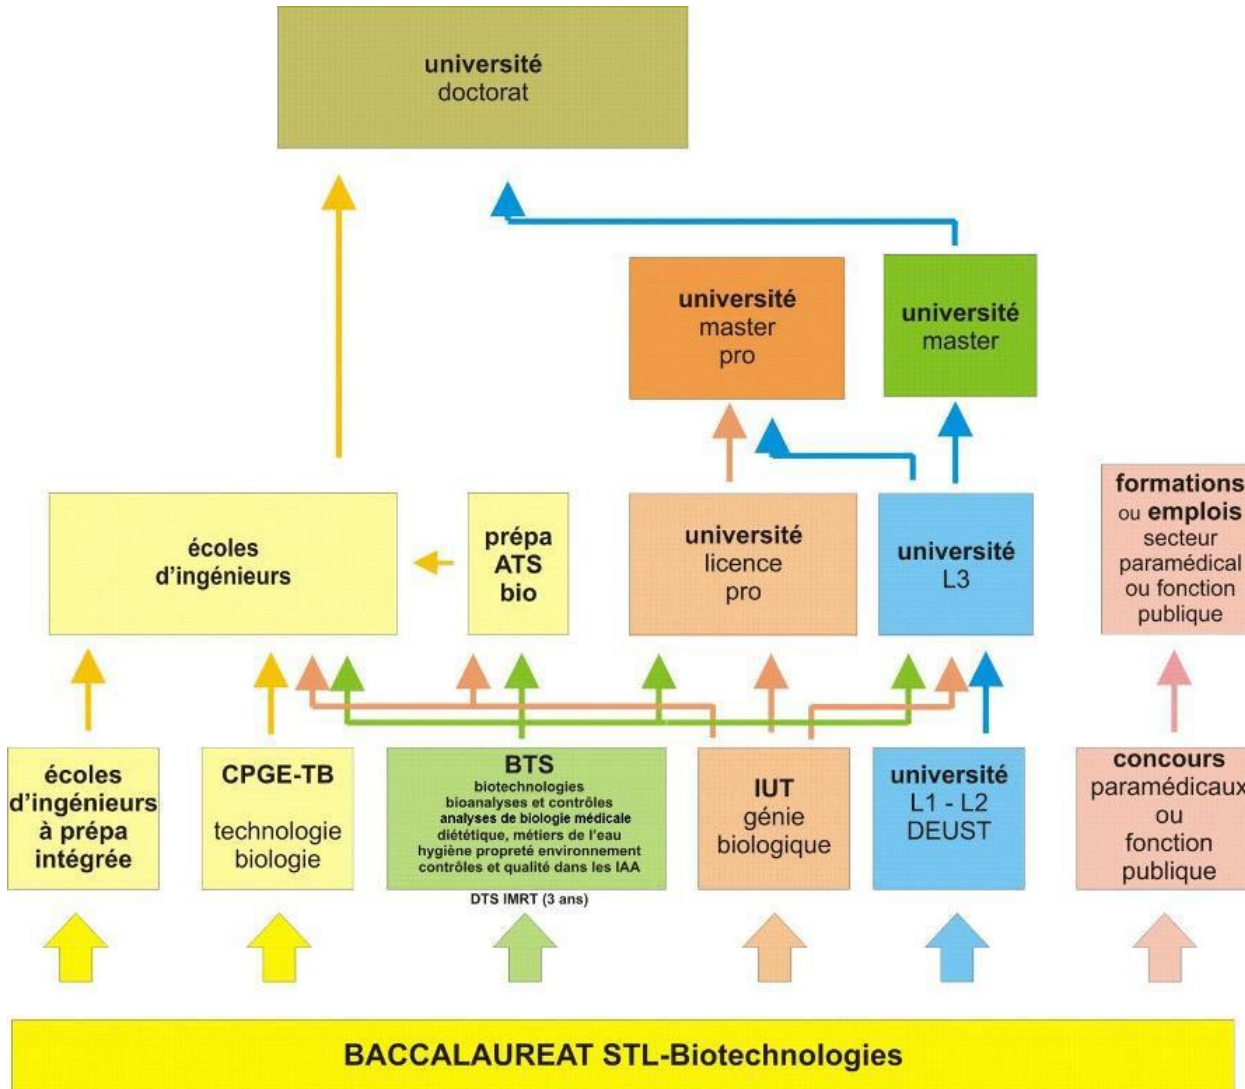 université
doctorat
université
master
pro
université
master
écoles
d'ingénieurs
prépa
ATS
bio
université
licence
pro
université
L3
formations
ou emplois
secteur
paramédical
ou fonction
publique
écoles
d'ingénieurs
à prépa
intégrée
CPGE-TB
technologie
biologie
BTS
biotechnologies
bioanalyses et contrôles
analyses de biologie médicale
diététique, métiers de l'eau
hygiène propreté environnement
contrôles et qualité dans les IAA
DTS IMRT (3 ans)
IUT
génie
biologique
université
L1 - L2
DEUST
concours
paramédicaux
ou
fonction
publique
BACCALAUREAT STL-Biotechnologies